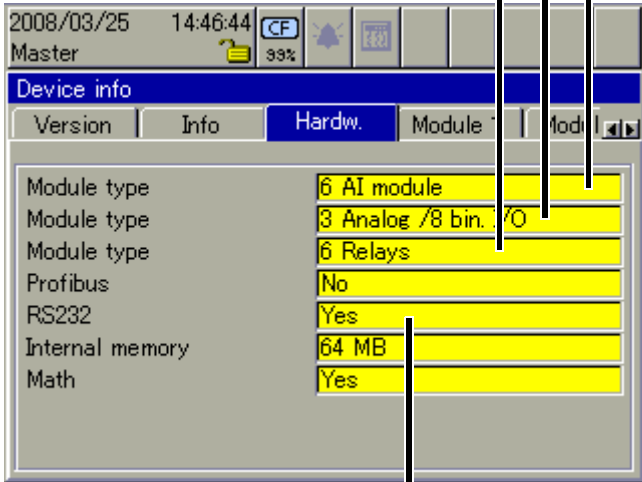 2008/03/25 14:46:44 CF
Master 99%
Device info
Version Info Hardw. Module Modul
Module type 6 AI module
Module type 3 Analog /8 bin. I/O
Module type 6 Relays
Profibus No
RS232 Yes
Internal memory 64 MB
Math Yes